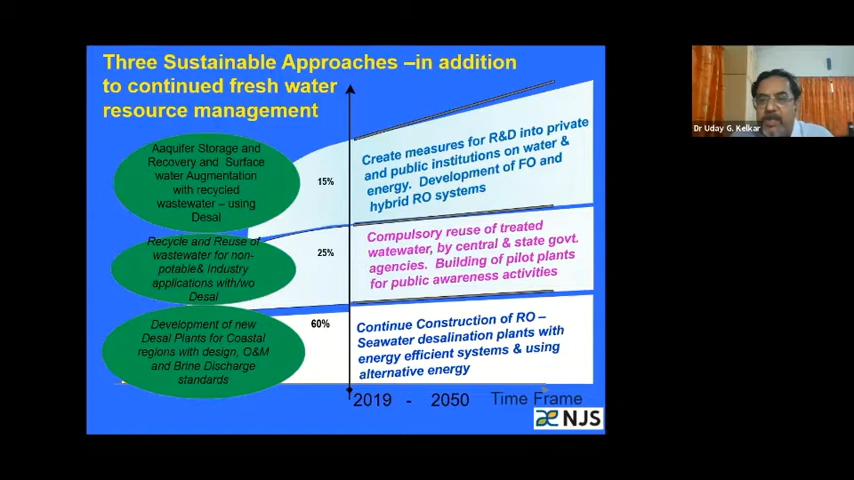 Three Sustainable Approaches –in addition
to continued fresh water
resource management
Aaquifer Storage and
Recovery and Surface
water Augmentation
with recycled
wastewater – using
Desal
15%
Create measures for R&D into private
and public institutions on water &
energy. Development of FO and
hybrid RO systems
Recycle and Reuse of
wastewater for non-
potable& Industry
applications with/wo
Desal
25%
Compulsory reuse of treated
watewater, by central & state govt.
agencies. Building of pilot plants
for public awareness activities
Development of new
Desal Plants for Coastal
regions with design, O&M
and Brine Discharge
standards
60%
Continue Construction of RO –
Seawater desalination plants with
energy efficient systems & using
alternative energy
2019 - 2050 Time Frame
NJS
Dr Uday G. Kelkar